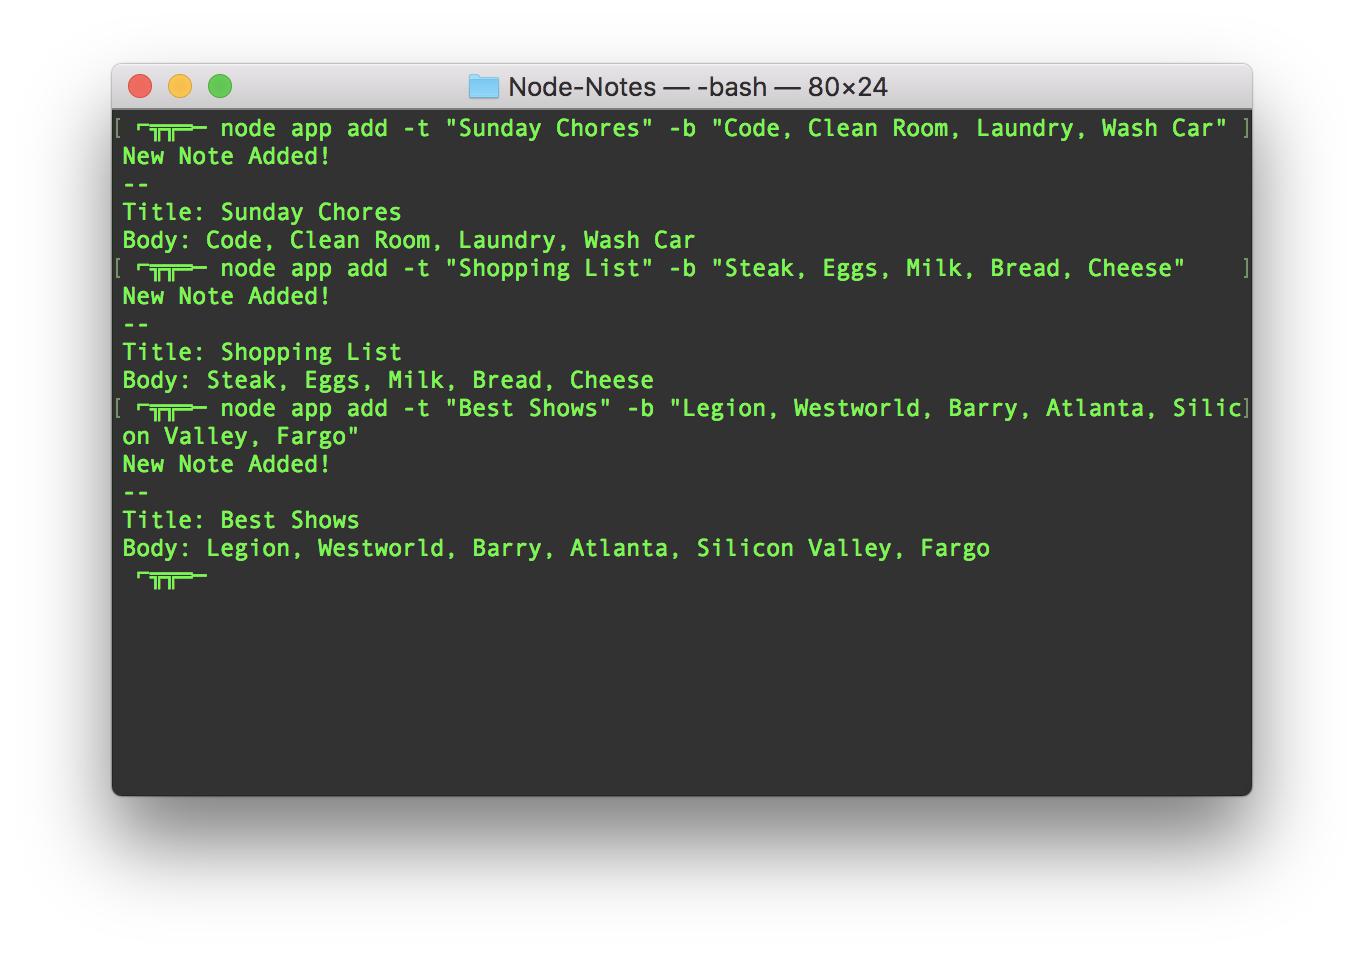 Node-Notes — -bash — 80×24
[ ┌╦╦═─ node app add -t "Sunday Chores" -b "Code, Clean Room, Laundry, Wash Car" ]
New Note Added!
--
Title: Sunday Chores
Body: Code, Clean Room, Laundry, Wash Car
[ ┌╦╦═─ node app add -t "Shopping List" -b "Steak, Eggs, Milk, Bread, Cheese" ]
New Note Added!
--
Title: Shopping List
Body: Steak, Eggs, Milk, Bread, Cheese
[ ┌╦╦═─ node app add -t "Best Shows" -b "Legion, Westworld, Barry, Atlanta, Silic]
on Valley, Fargo"
New Note Added!
--
Title: Best Shows
Body: Legion, Westworld, Barry, Atlanta, Silicon Valley, Fargo
┌╦╦═─